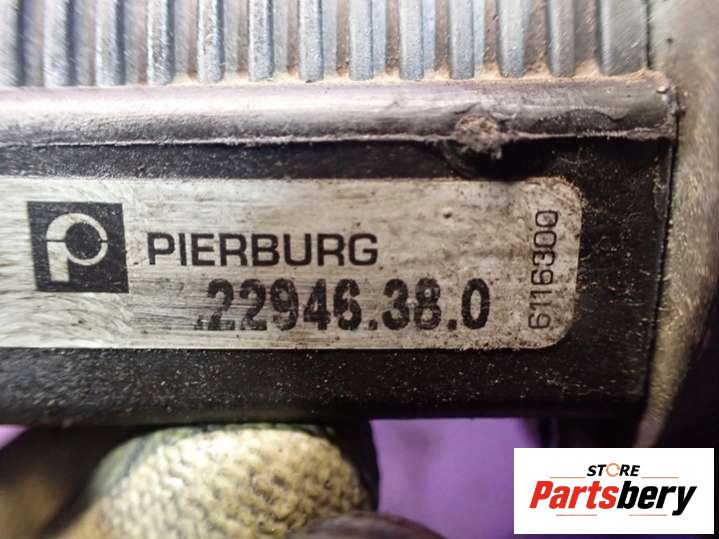 PIERBURG
.22946.38.0
6116300
STORE
Partsbery